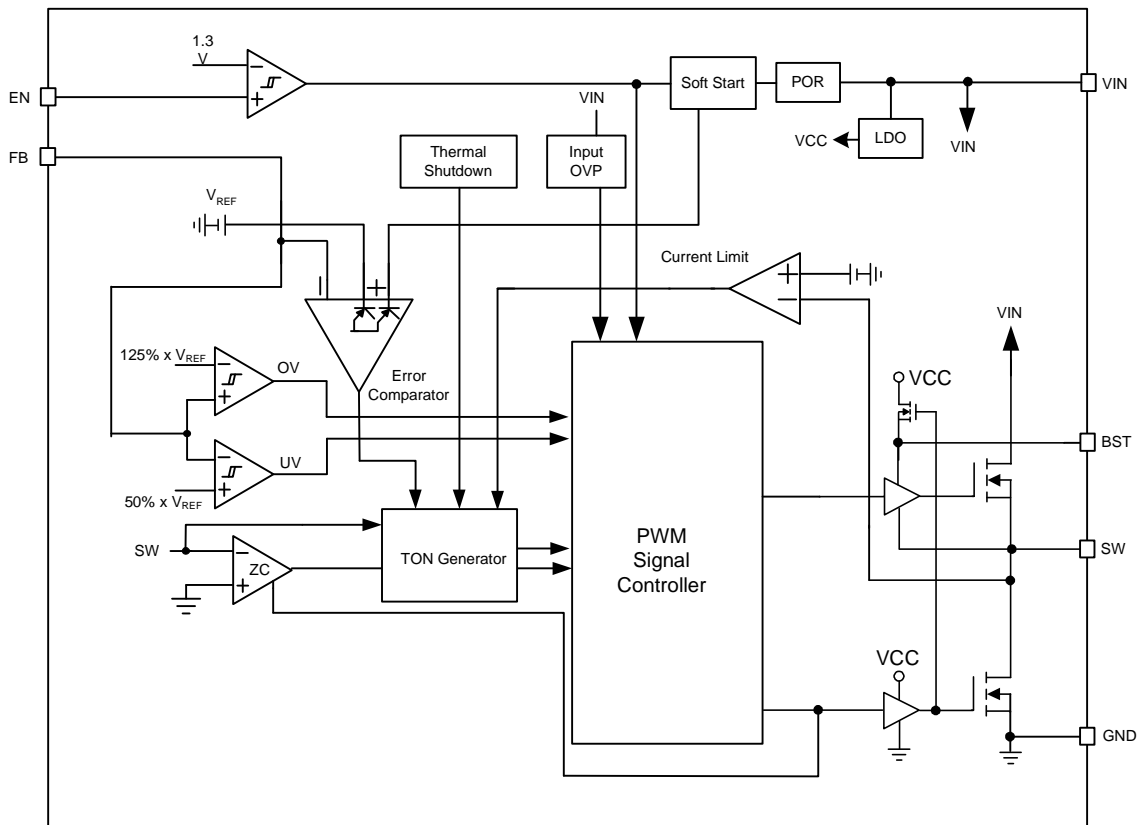 1.3
V
EN
Soft Start
POR
VIN
VIN
LDO
VCC
VIN
FB
Thermal
Shutdown
Input
OVP
VREF
Current Limit
VIN
125% x VREF
OV
Error
Comparator
VCC
BST
UV
50% x VREF
SW
ZC
TON Generator
PWM
Signal
Controller
SW
VCC
GND